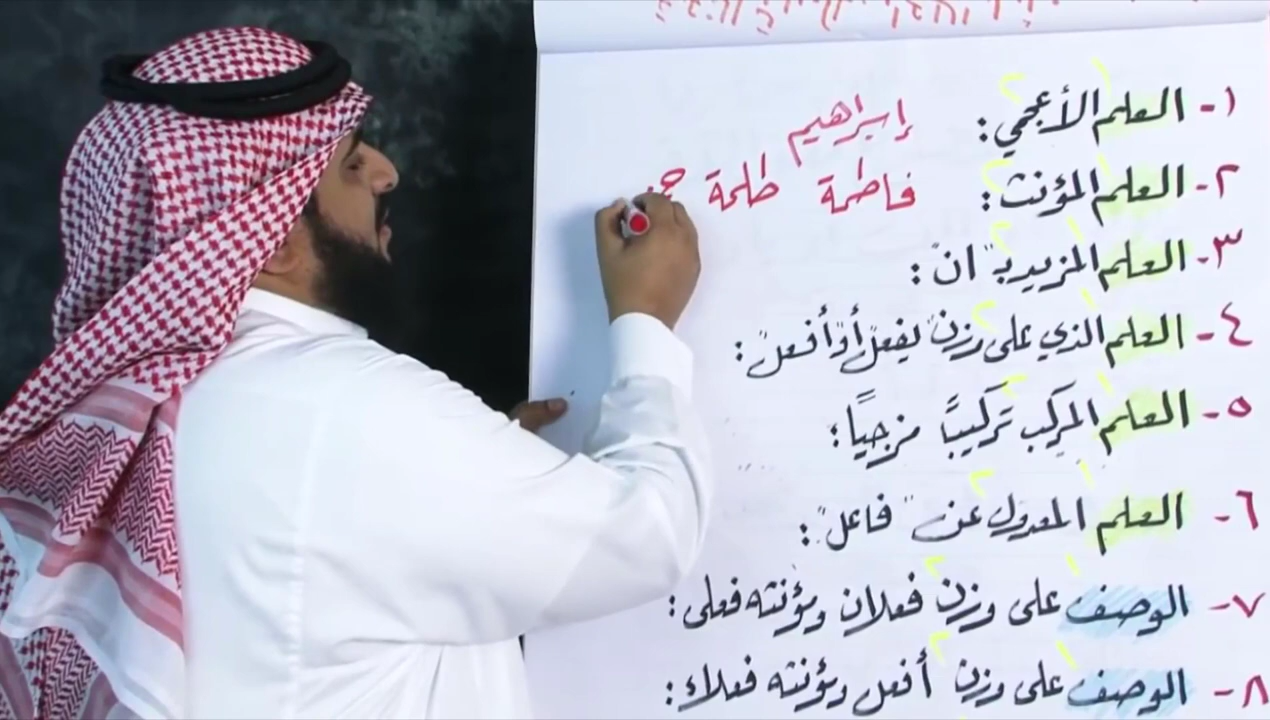 ١- العلم الأعجمي: إبراهيم
٢- العلم المؤنث: فاطمة طلحة
٣- العلم المزيد بـ "ان":
٤- العلم الذي على وزن "يفعل" أو "أفعل":
٥- العلم المركب تركيبًا مزجيًا:
٦- العلم المعدول عن "فاعل":
٧- الوصف على وزن فعلان ومؤنثه فعلى:
٨- الوصف على وزن أفعل ومؤنثه فعلاء: